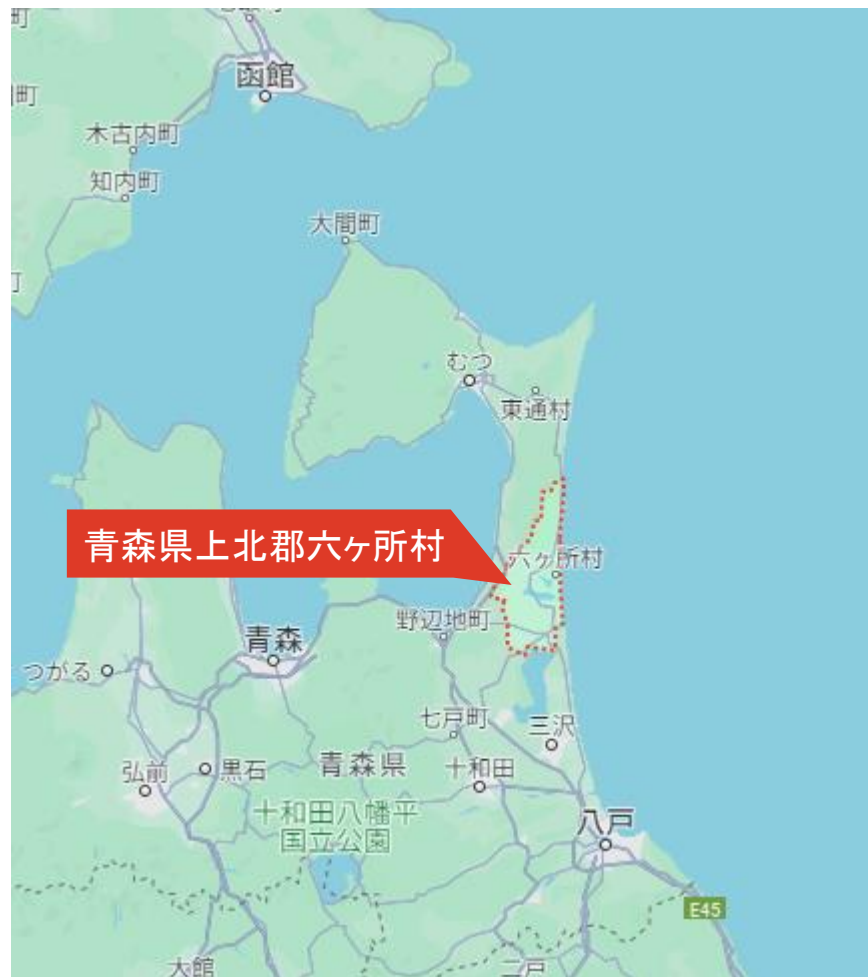 函館
木古内町
知内町
大間町
むつ
東通村
青森県上北郡六ヶ所村
六ケ所村
野辺地町
青森
つがる
七戸町
三沢
弘前
黒石
青森県
十和田
十和田八幡平
国立公園
八戸
E45
大館
二戸